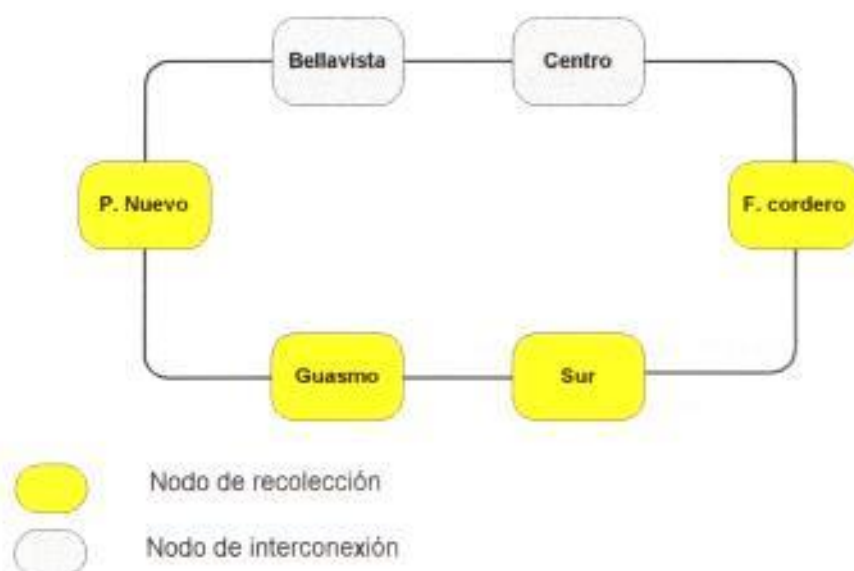 Bellavista
Centro
P. Nuevo
F. cordero
Guasmo
Sur
Nodo de recolección
Nodo de interconexión